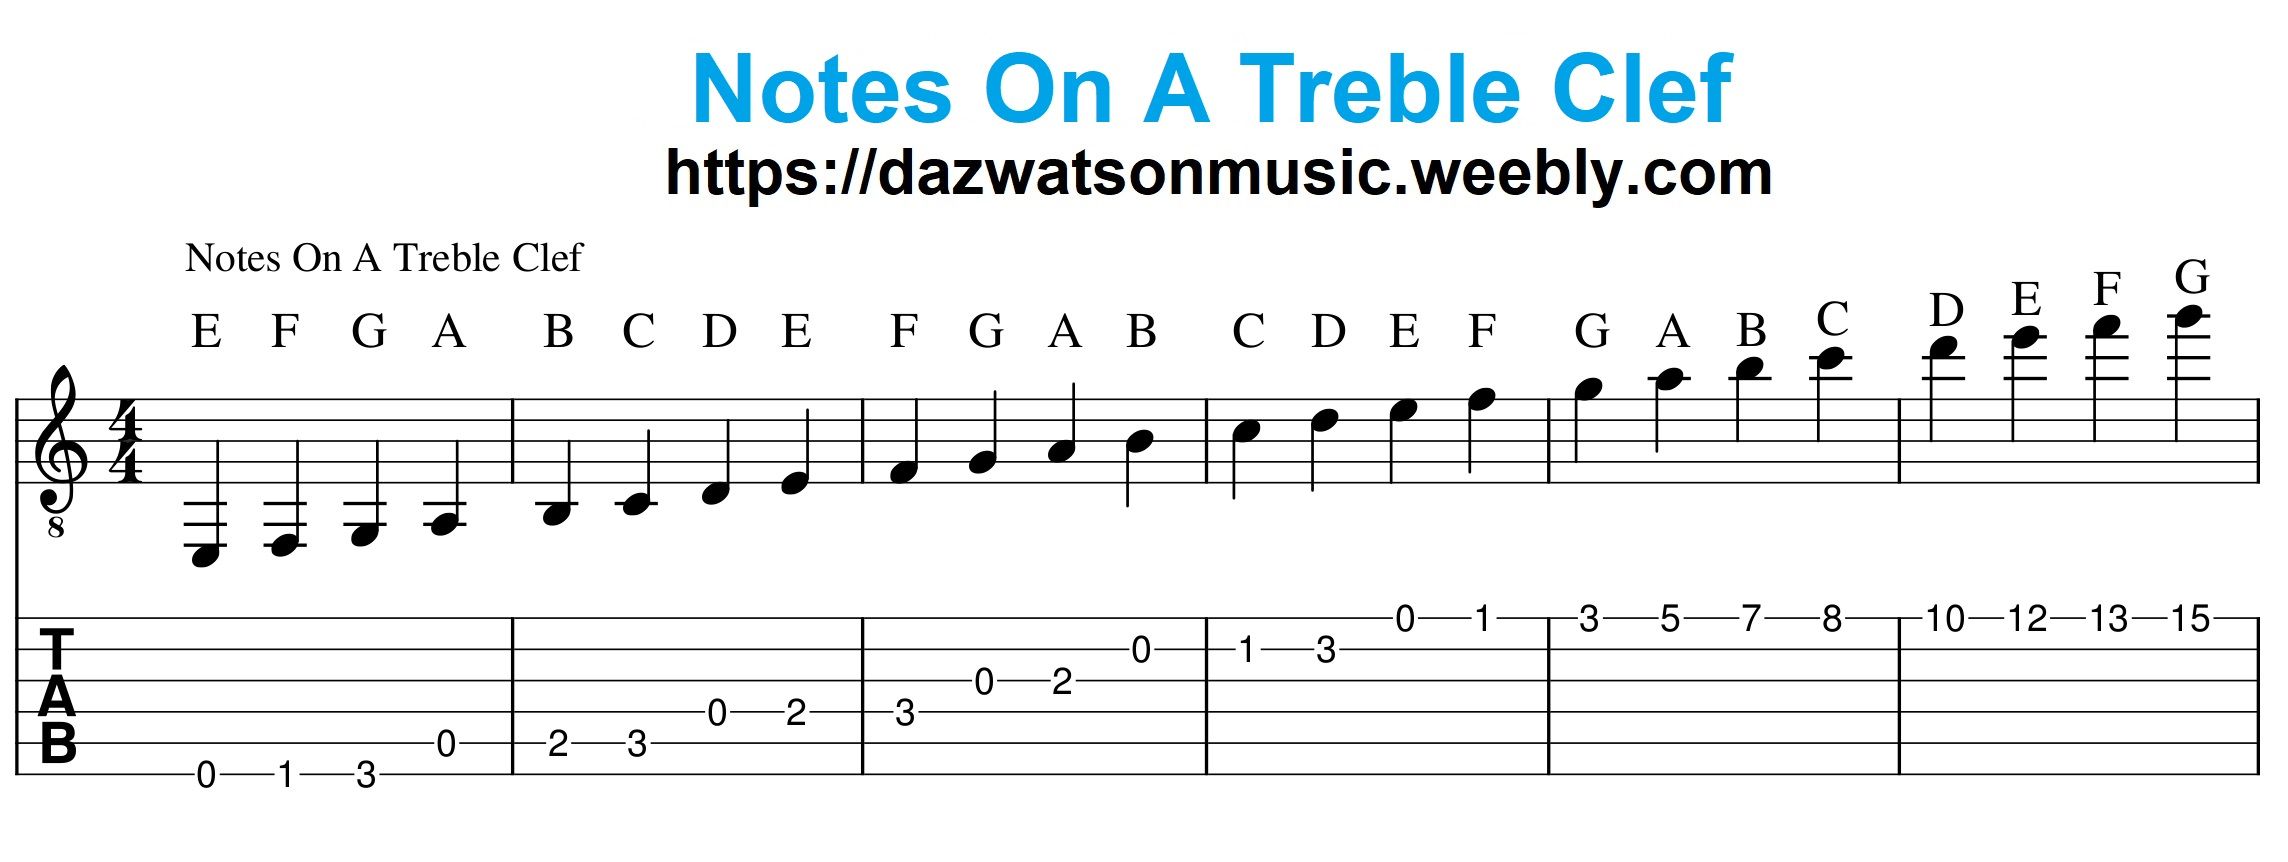 Notes On A Treble Clef
https://dazwatsonmusic.weebly.com
Notes On A Treble Clef
E F G A B C D E F G A B C D E F G A B C D E F G
4
4
8
T
A
B
0 1 3 5 7 8 10 12 13 15
0 1 3
0 2
0 2 3
0 2 3
0 1 3